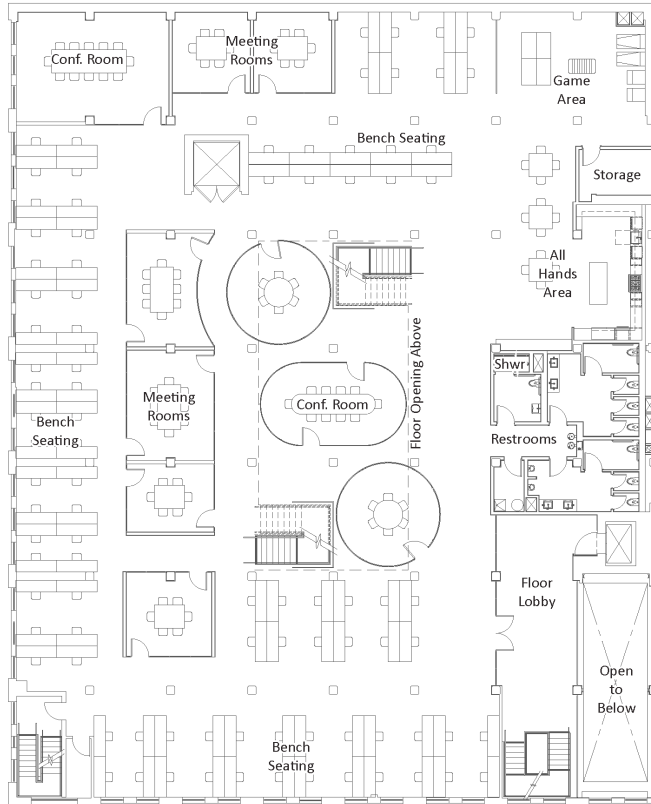 Conf. Room
Meeting
Rooms
Game
Area
Bench Seating
Storage
All
Hands
Area
Floor Opening Above
Shwr
Meeting
Rooms
Conf. Room
Bench
Seating
Restrooms
Floor
Lobby
Open
to
Below
Bench
Seating